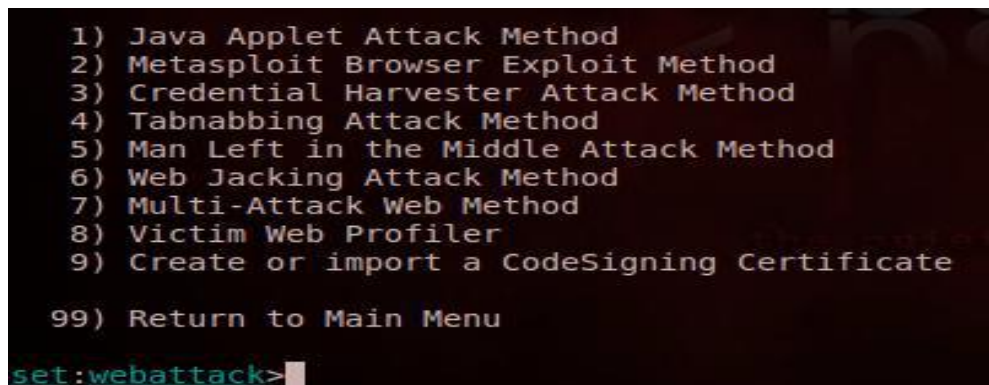 1) Java Applet Attack Method
2) Metasploit Browser Exploit Method
3) Credential Harvester Attack Method
4) Tabnabbing Attack Method
5) Man Left in the Middle Attack Method
6) Web Jacking Attack Method
7) Multi-Attack Web Method
8) Victim Web Profiler
9) Create or import a CodeSigning Certificate
99) Return to Main Menu
set:webattack>